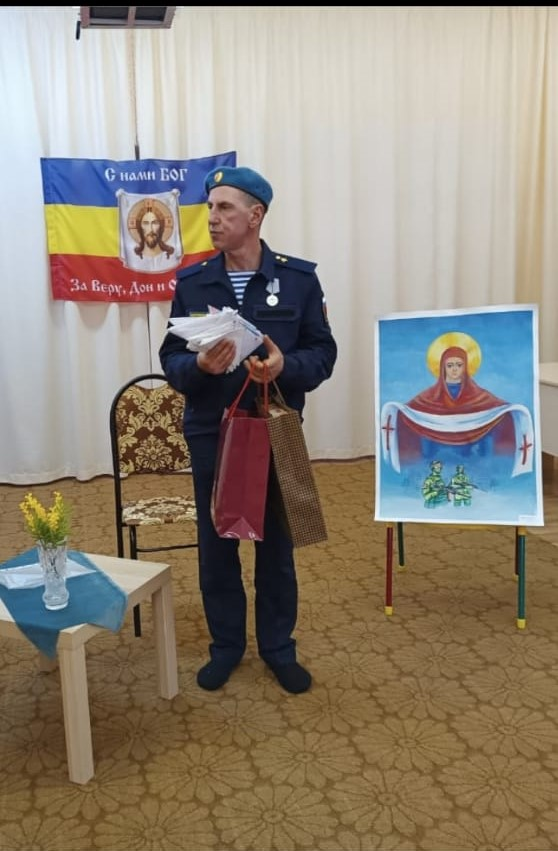 С нами БОГ
За Веру, Дон и О